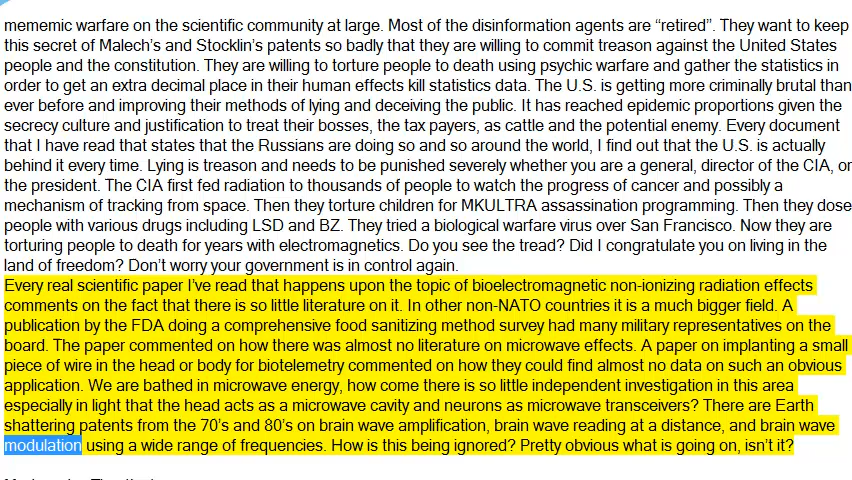 mememic warfare on the scientific community at large. Most of the disinformation agents are “retired”. They want to keep
this secret of Malech’s and Stocklin’s patents so badly that they are willing to commit treason against the United States
people and the constitution. They are willing to torture people to death using psychic warfare and gather the statistics in
order to get an extra decimal place in their human effects kill statistics data. The U.S. is getting more criminally brutal than
ever before and improving their methods of lying and deceiving the public. It has reached epidemic proportions given the
secrecy culture and justification to treat their bosses, the tax payers, as cattle and the potential enemy. Every document
that I have read that states that the Russians are doing so and so around the world, I find out that the U.S. is actually
behind it every time. Lying is treason and needs to be punished severely whether you are a general, director of the CIA, or
the president. The CIA first fed radiation to thousands of people to watch the progress of cancer and possibly a
mechanism of tracking from space. Then they torture children for MKULTRA assassination programming. Then they dose
people with various drugs including LSD and BZ. They tried a biological warfare virus over San Francisco. Now they are
torturing people to death for years with electromagnetics. Do you see the tread? Did I congratulate you on living in the
land of freedom? Don’t worry your government is in control again.
Every real scientific paper I’ve read that happens upon the topic of bioelectromagnetic non-ionizing radiation effects
comments on the fact that there is so little literature on it. In other non-NATO countries it is a much bigger field. A
publication by the FDA doing a comprehensive food sanitizing method survey had many military representatives on the
board. The paper commented on how there was almost no literature on microwave effects. A paper on implanting a small
piece of wire in the head or body for biotelemetry commented on how they could find almost no data on such an obvious
application. We are bathed in microwave energy, how come there is so little independent investigation in this area
especially in light that the head acts as a microwave cavity and neurons as microwave transceivers? There are Earth
shattering patents from the 70’s and 80’s on brain wave amplification, brain wave reading at a distance, and brain wave
modulation using a wide range of frequencies. How is this being ignored? Pretty obvious what is going on, isn’t it?